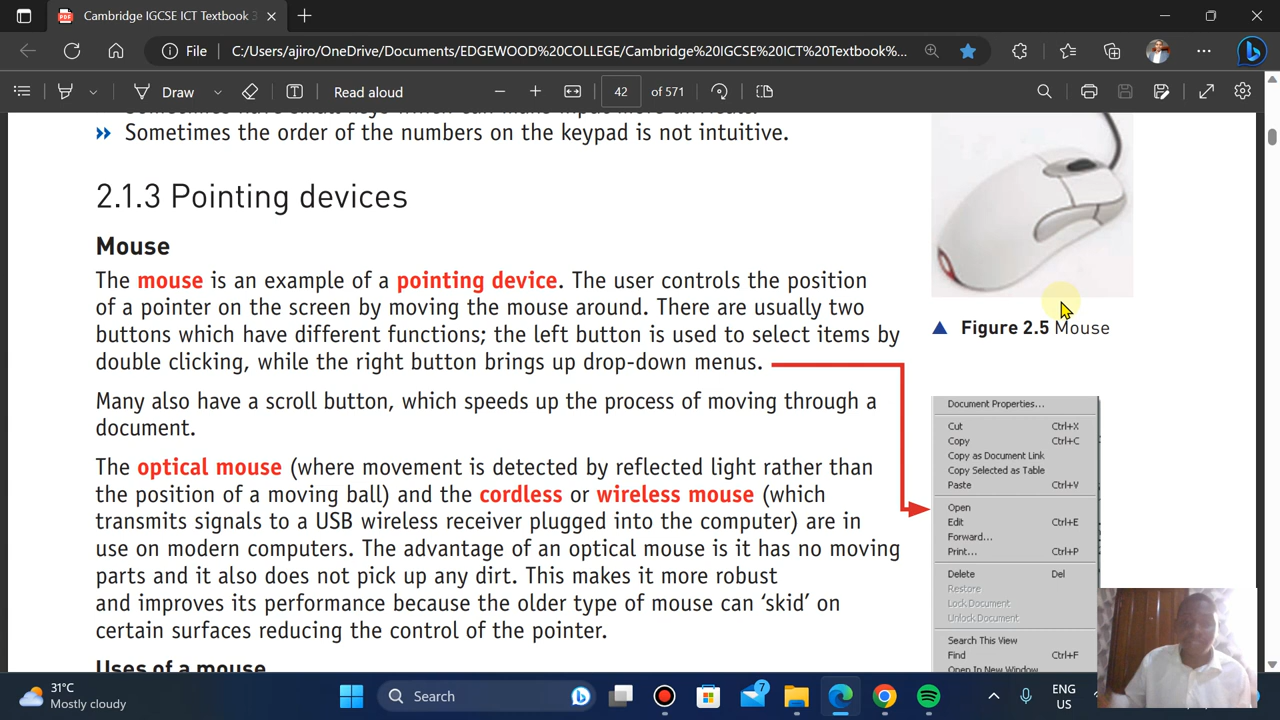 Cambridge IGCSE ICT Textbook 3
File
C:/Users/ajiro/OneDrive/Documents/EDGEWOOD%20COLLEGE/Cambridge%20IGCSE%20ICT%20Textbook%...
Draw
Read aloud
42
of 571
Sometimes the order of the numbers on the keypad is not intuitive.
2.1.3 Pointing devices
Mouse
The mouse is an example of a pointing device. The user controls the position
of a pointer on the screen by moving the mouse around. There are usually two
buttons which have different functions; the left button is used to select items by
double clicking, while the right button brings up drop-down menus.
Many also have a scroll button, which speeds up the process of moving through a
document.
The optical mouse (where movement is detected by reflected light rather than
the position of a moving ball) and the cordless or wireless mouse (which
transmits signals to a USB wireless receiver plugged into the computer) are in
use on modern computers. The advantage of an optical mouse is it has no moving
parts and it also does not pick up any dirt. This makes it more robust
and improves its performance because the older type of mouse can ‘skid’ on
certain surfaces reducing the control of the pointer.
Uses of a mouse
Figure 2.5 Mouse
Document Properties...
Cut Ctrl+X
Copy Ctrl+C
Copy as Document Link
Copy Selected as Table
Paste Ctrl+V
Open
Edit Ctrl+E
Forward...
Print... Ctrl+P
Delete Del
Restore
Lock Document
Unlock Document
Search This View
Find Ctrl+F
Open In New Window
31°C
Mostly cloudy
Search
7
ENG
US